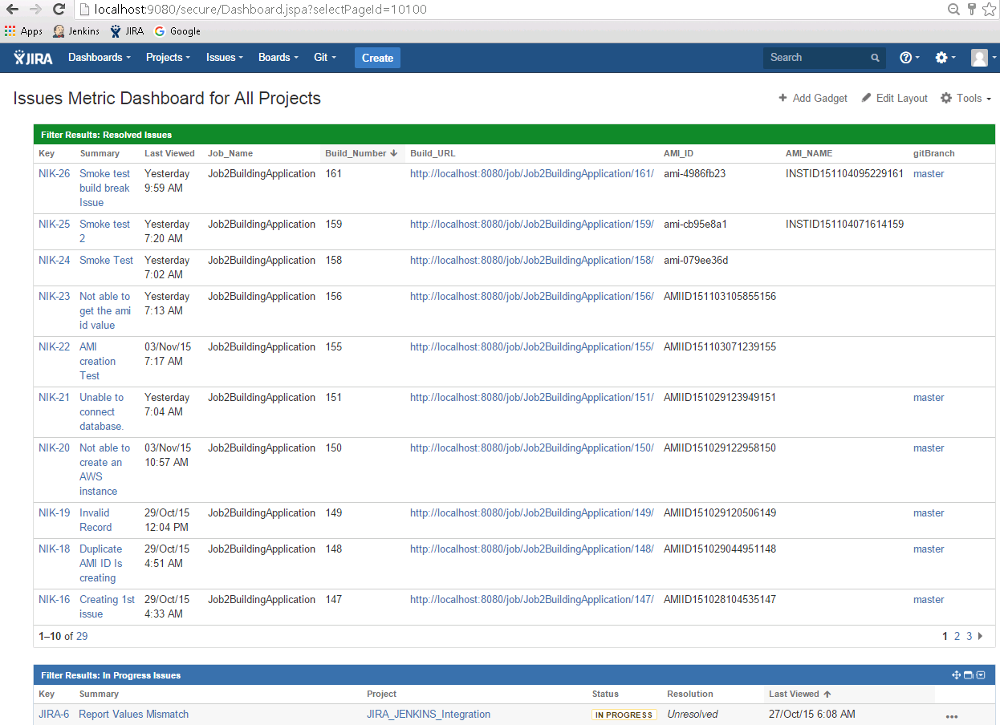 localhost:9080/secure/Dashboard.jspa?selectPageId=10100
Apps Jenkins JIRA Google
JIRA Dashboards Projects Issues Boards Git Create Search
Issues Metric Dashboard for All Projects
Add Gadget Edit Layout Tools
Filter Results: Resolved Issues
Key Summary Last Viewed Job_Name Build_Number Build_URL AMI_ID AMI_NAME gitBranch
NIK-26 Smoke test Yesterday Job2BuildingApplication 161 http://localhost:8080/job/Job2BuildingApplication/161/ ami-4986fb23 INSTID151104095229161 master
build break 9:59 AM
Issue
NIK-25 Smoke test Yesterday Job2BuildingApplication 159 http://localhost:8080/job/Job2BuildingApplication/159/ ami-cb95e8a1 INSTID151104071614159
2 7:20 AM
NIK-24 Smoke Test Yesterday Job2BuildingApplication 158 http://localhost:8080/job/Job2BuildingApplication/158/ ami-079ee36d
7:02 AM
NIK-23 Not able to Yesterday Job2BuildingApplication 156 http://localhost:8080/job/Job2BuildingApplication/156/ AMIID151103105855156
get the ami 7:13 AM
id value
NIK-22 AMI 03/Nov/15 Job2BuildingApplication 155 http://localhost:8080/job/Job2BuildingApplication/155/ AMIID151103071239155
creation 7:17 AM
Test
NIK-21 Unable to Yesterday Job2BuildingApplication 151 http://localhost:8080/job/Job2BuildingApplication/151/ AMIID151029123949151 master
connect 7:04 AM
database.
NIK-20 Not able to 03/Nov/15 Job2BuildingApplication 150 http://localhost:8080/job/Job2BuildingApplication/150/ AMIID151029122958150 master
create an 10:57 AM
AWS
instance
NIK-19 Invalid 29/Oct/15 Job2BuildingApplication 149 http://localhost:8080/job/Job2BuildingApplication/149/ AMIID151029120506149 master
Record 12:04 PM
NIK-18 Duplicate 29/Oct/15 Job2BuildingApplication 148 http://localhost:8080/job/Job2BuildingApplication/148/ AMIID151029044951148 master
AMI ID Is 4:51 AM
creating
NIK-16 Creating 1st 29/Oct/15 Job2BuildingApplication 147 http://localhost:8080/job/Job2BuildingApplication/147/ AMIID151028104535147 master
issue 4:33 AM
1–10 of 29 1 2 3
Filter Results: In Progress Issues
Key Summary Project Status Resolution Last Viewed
JIRA-6 Report Values Mismatch JIRA_JENKINS_Integration IN PROGRESS Unresolved 27/Oct/15 6:08 AM